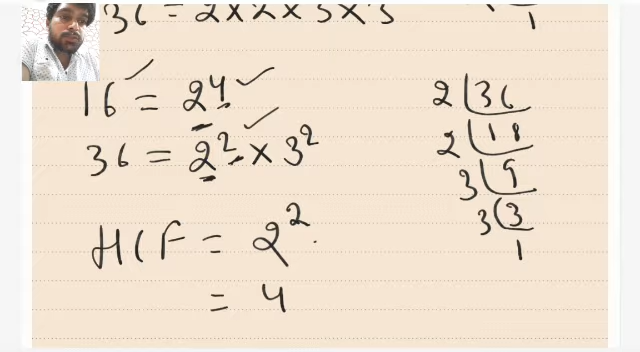 36 = 2 × 2 × 3 × 3
1
16 = 2⁴
36 = 2² × 3²
HCF = 2²
= 4
2 | 36
2 | 18
3 | 9
3 | 3
1